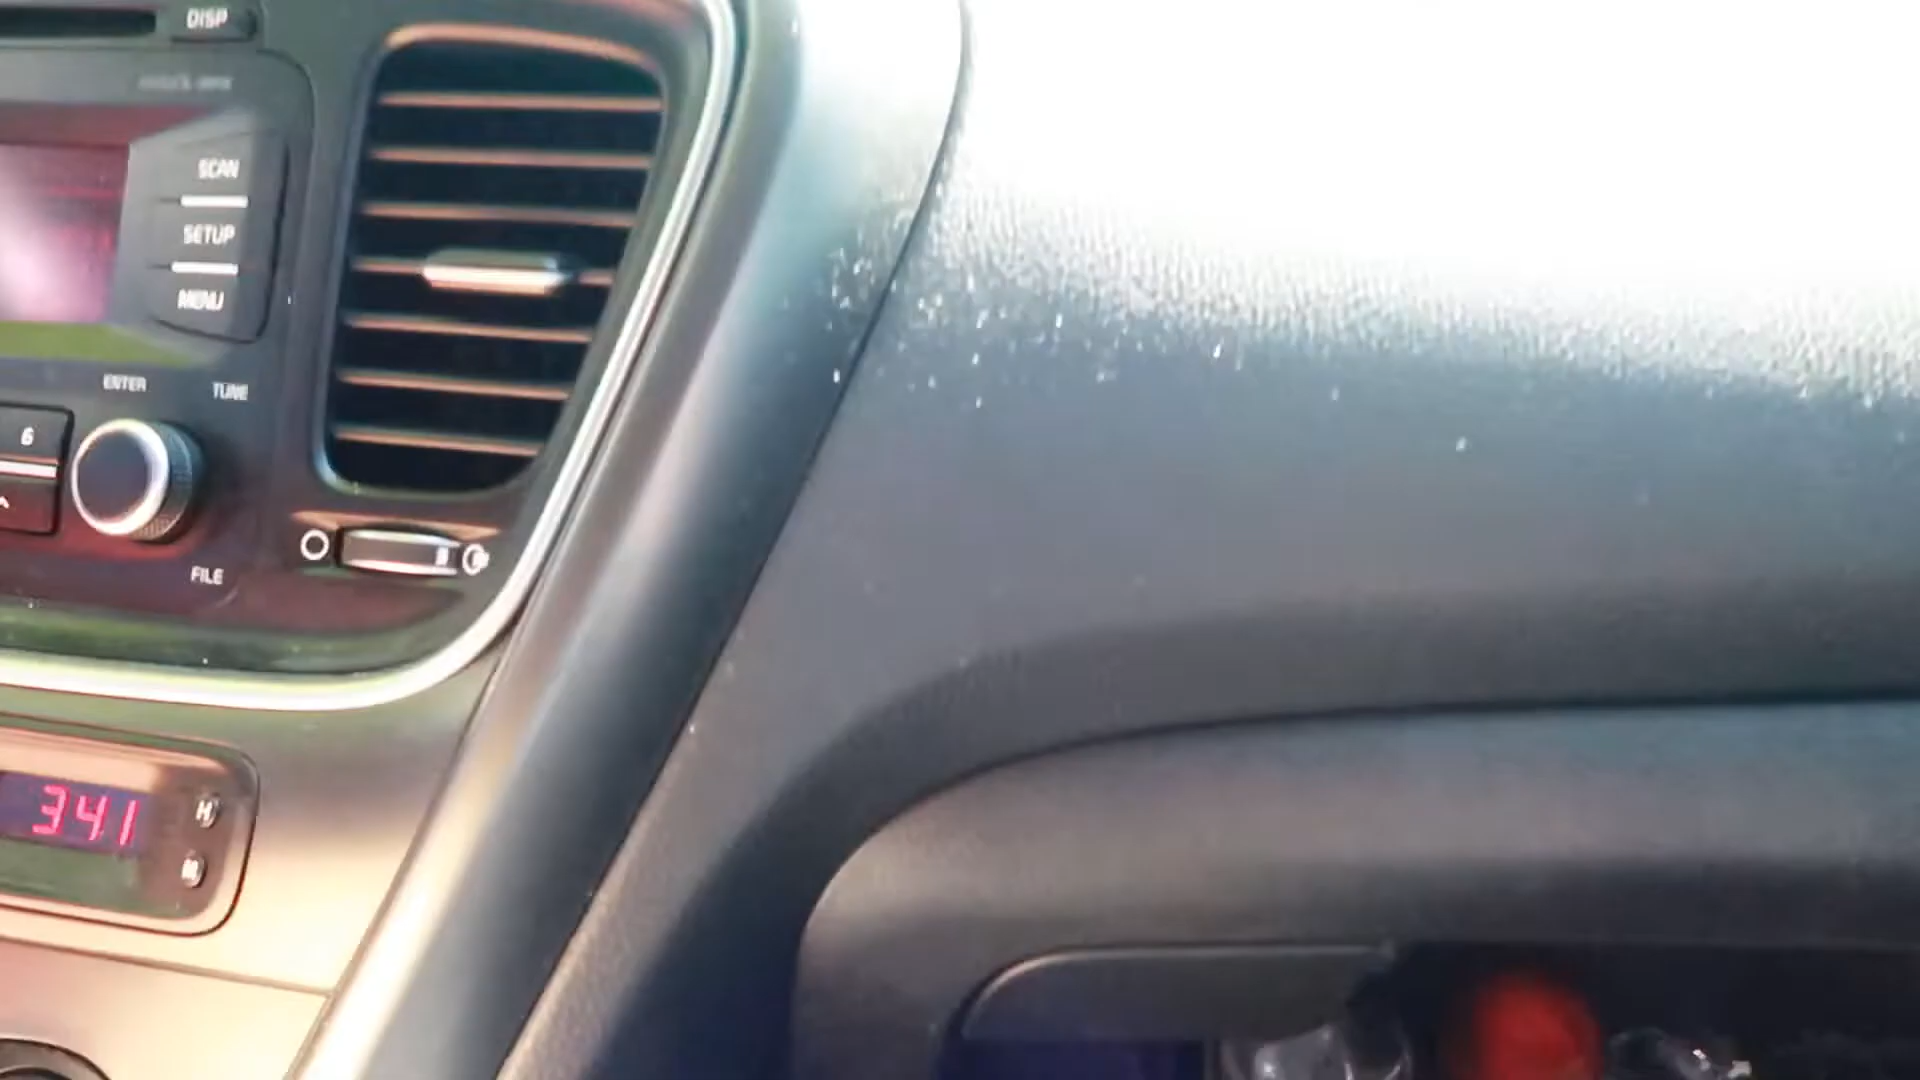 DISP
SCAN
SETUP
MENU
ENTER
TUNE
6
FILE
341
H
M